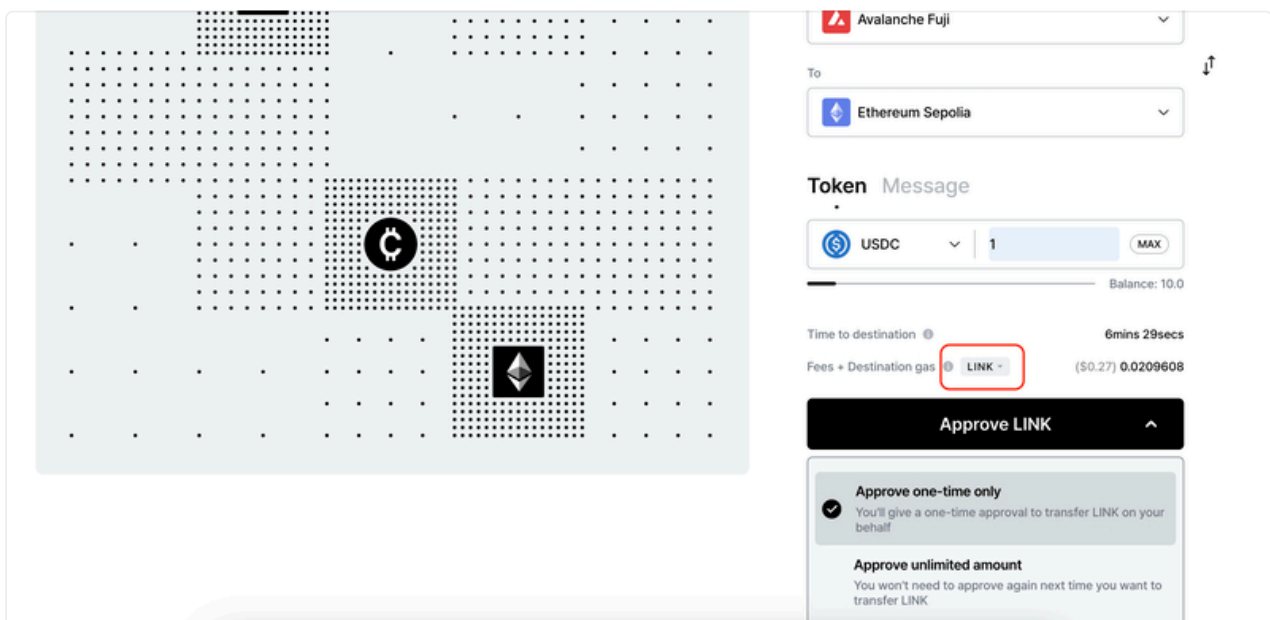 Avalanche Fuji
To
Ethereum Sepolia
Token Message
USDC 1 MAX
Balance: 10.0
Time to destination 6mins 29secs
Fees + Destination gas LINK ($0.27) 0.0209608
Approve LINK
Approve one-time only
You'll give a one-time approval to transfer LINK on your
behalf
Approve unlimited amount
You won't need to approve again next time you want to
transfer LINK